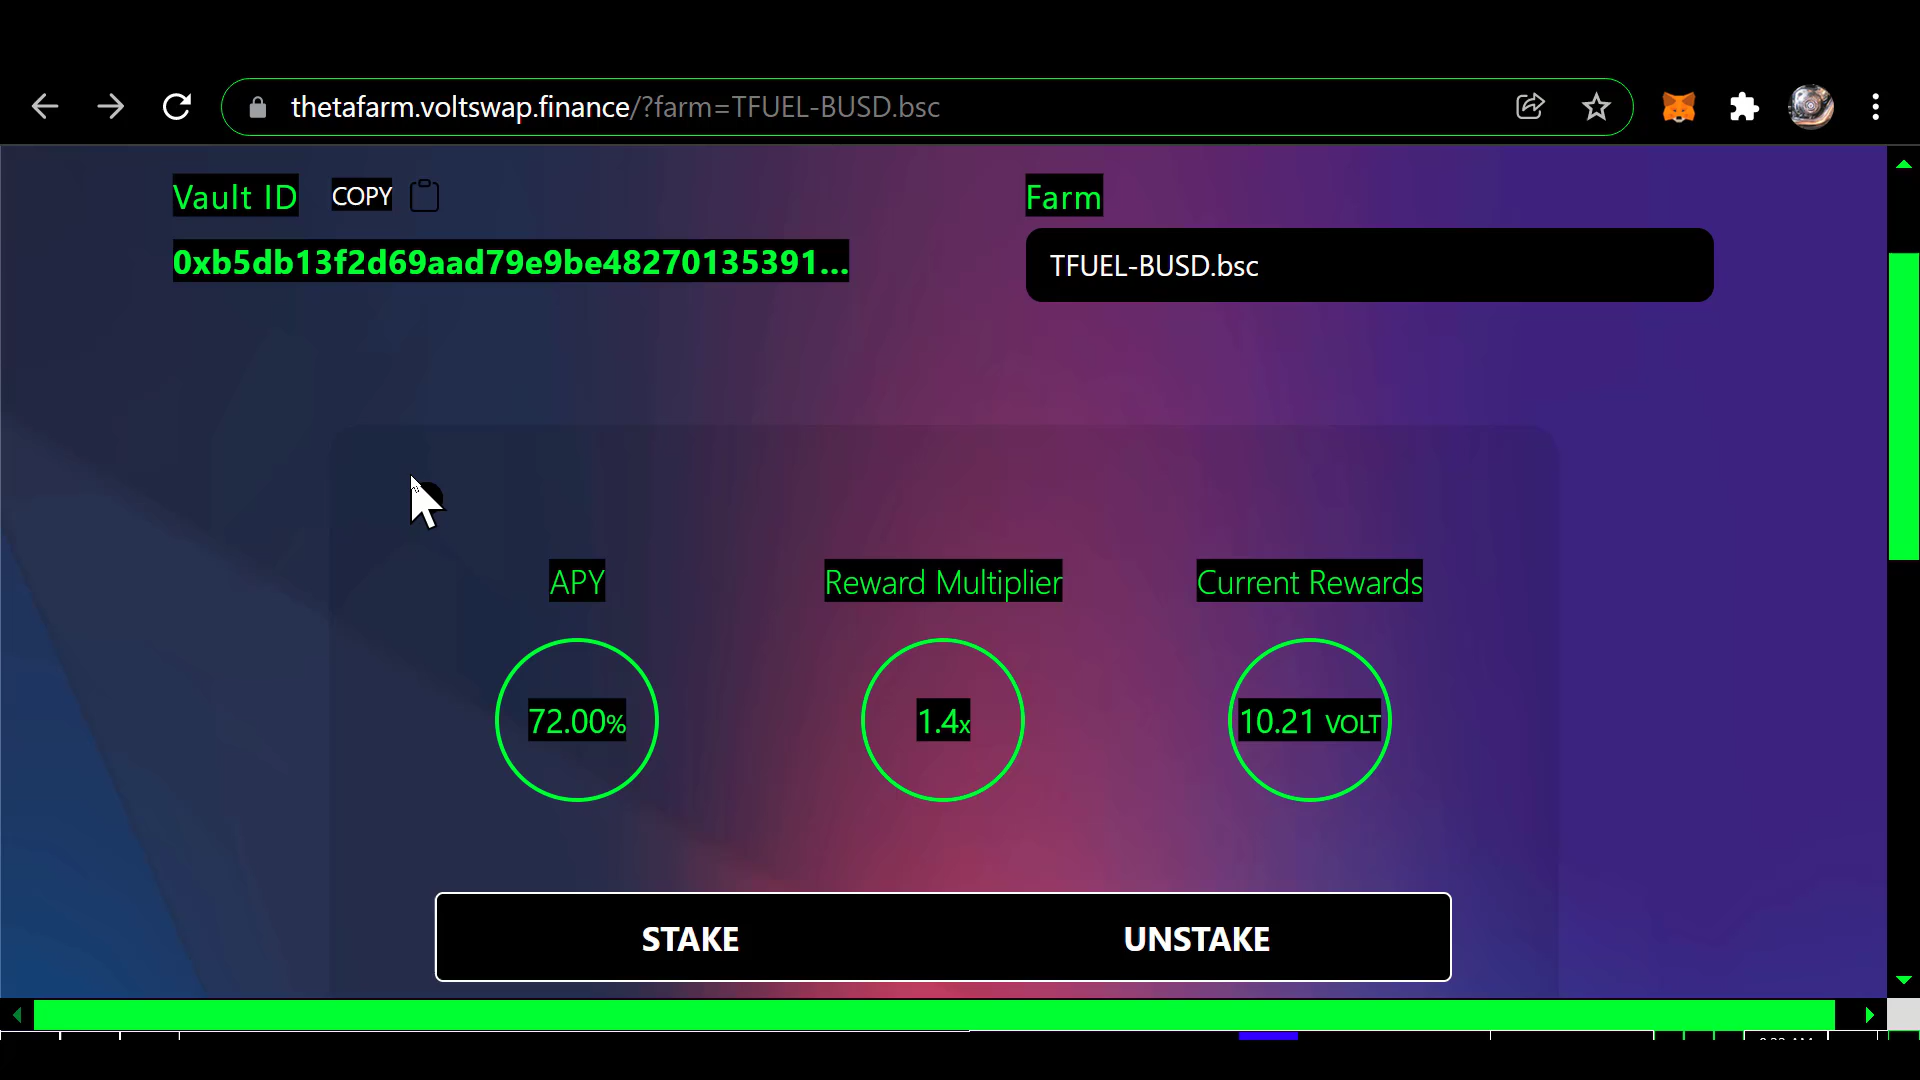 thetafarm.voltswap.finance/?farm=TFUEL-BUSD.bsc
Vault ID COPY
Farm
0xb5db13f2d69aad79e9be48270135391...
TFUEL-BUSD.bsc
APY
Reward Multiplier
Current Rewards
72.00%
1.4x
10.21 VOLT
STAKE
UNSTAKE